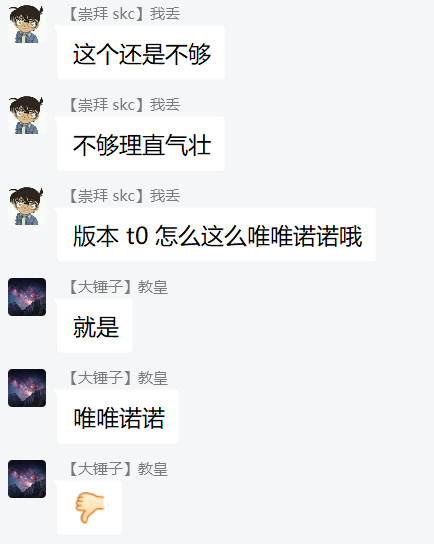 【崇拜 skc】我丢
这个还是不够
【崇拜 skc】我丢
不够理直气壮
【崇拜 skc】我丢
版本 t0 怎么这么唯唯诺诺哦
【大锤子】教皇
就是
【大锤子】教皇
唯唯诺诺
【大锤子】教皇